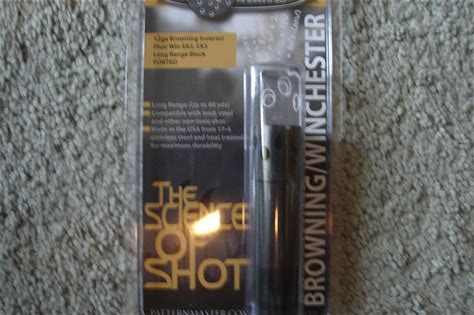 12ga Browning Invector
Plus/ Win SX2, SX3
Long Range Black
PORTED
Long Range (Up to 60 yds)
Compatible with lead, steel
and other non-toxic shot
Made in the USA from 17-4
stainless steel and heat treated
for maximum durability
THE
SCIENCE
OF
SHOT
PATTERNMASTER.COM
BROWNING/WINCHESTER